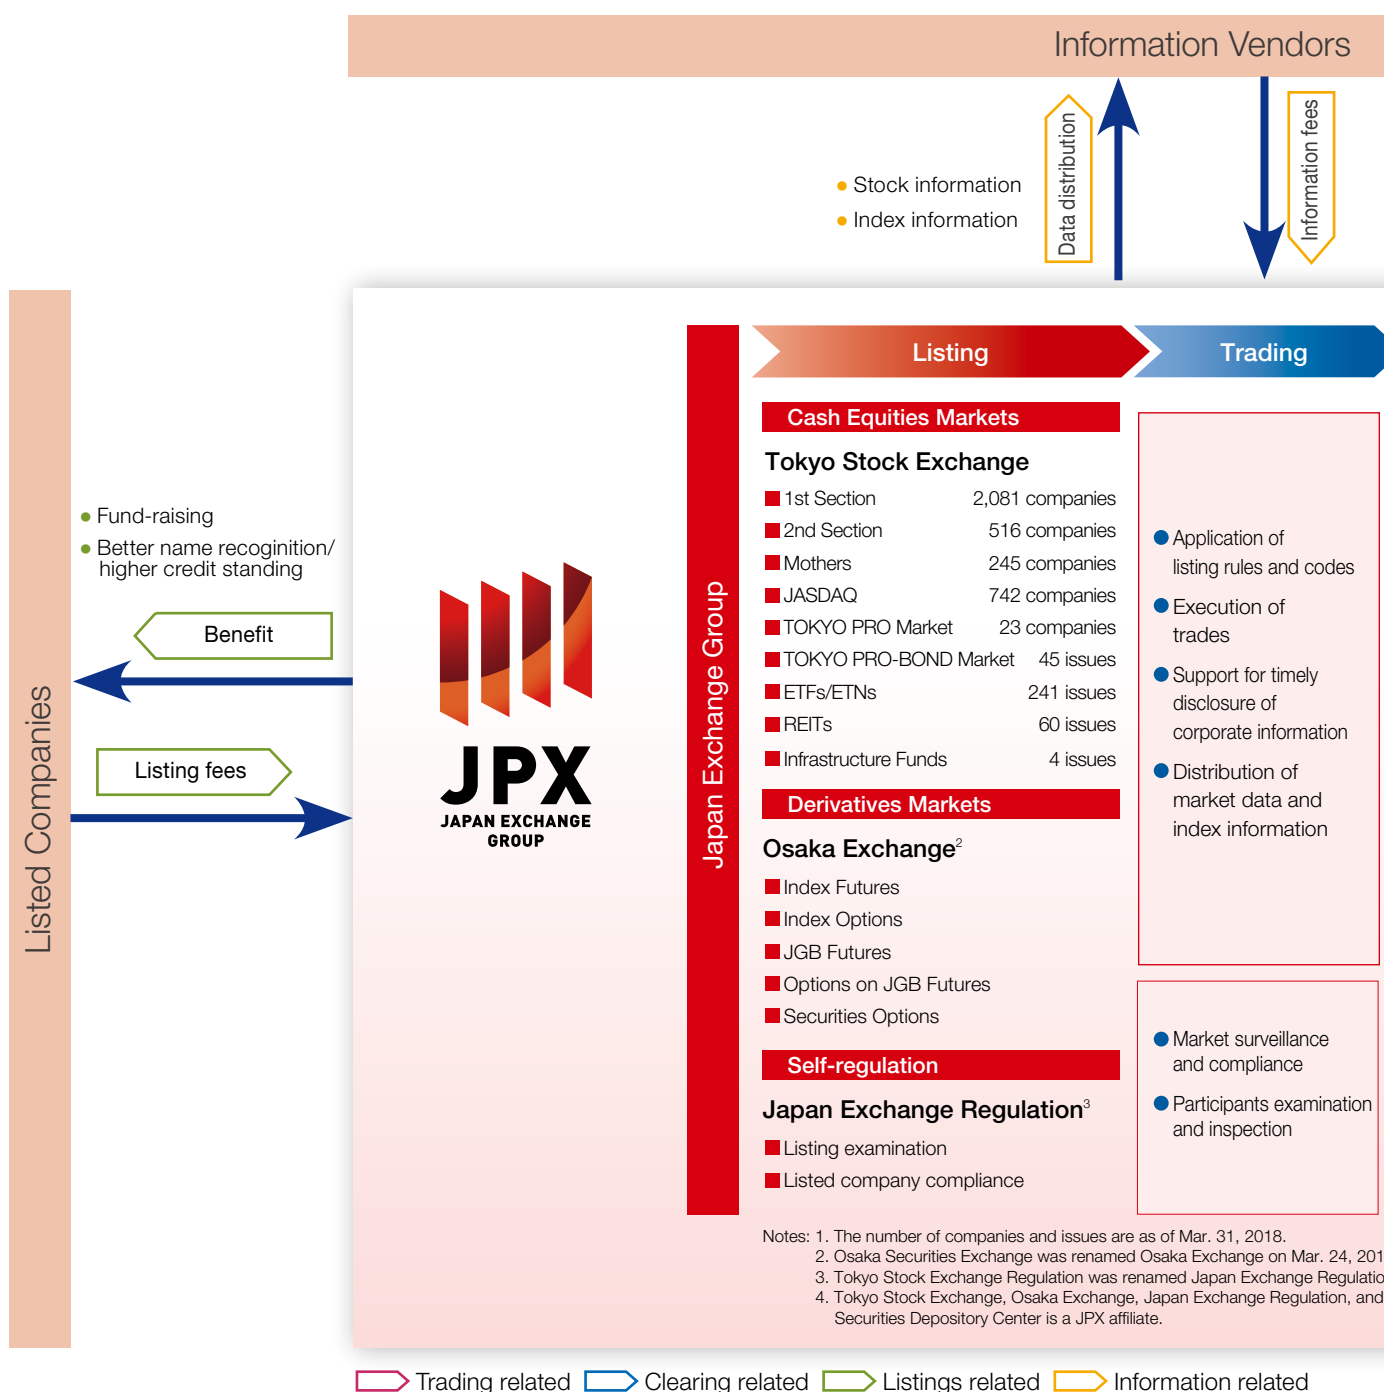 Information Vendors
Data distribution
Information fees
Stock information
Index information
Listed Companies
Fund-raising
Better name recoginition/
higher credit standing
Benefit
Listing fees
JPX
JAPAN EXCHANGE
GROUP
Japan Exchange Group
Listing
Trading
Cash Equities Markets
Tokyo Stock Exchange
1st Section 2,081 companies
2nd Section 516 companies
Mothers 245 companies
JASDAQ 742 companies
TOKYO PRO Market 23 companies
TOKYO PRO-BOND Market 45 issues
ETFs/ETNs 241 issues
REITs 60 issues
Infrastructure Funds 4 issues
Derivatives Markets
Osaka Exchange2
Index Futures
Index Options
JGB Futures
Options on JGB Futures
Securities Options
Self-regulation
Japan Exchange Regulation3
Listing examination
Listed company compliance
Application of
listing rules and codes
Execution of
trades
Support for timely
disclosure of
corporate information
Distribution of
market data and
index information
Market surveillance
and compliance
Participants examination
and inspection
Notes: 1. The number of companies and issues are as of Mar. 31, 2018.
2. Osaka Securities Exchange was renamed Osaka Exchange on Mar. 24, 201
3. Tokyo Stock Exchange Regulation was renamed Japan Exchange Regulatio
4. Tokyo Stock Exchange, Osaka Exchange, Japan Exchange Regulation, and
Securities Depository Center is a JPX affiliate.
Trading related Clearing related Listings related Information related